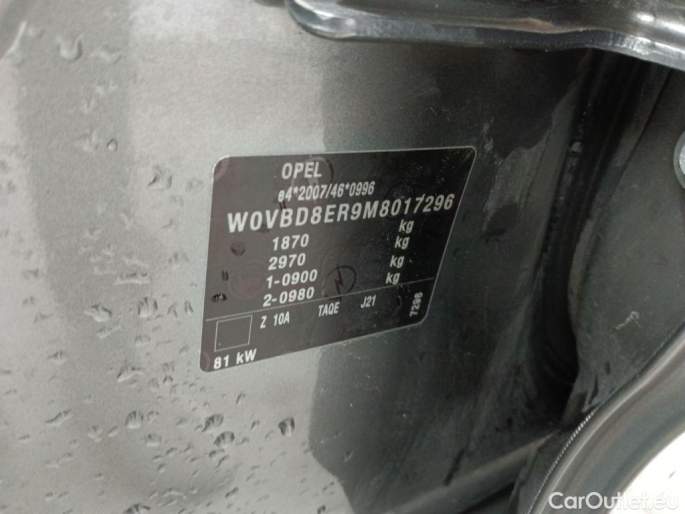 OPEL
e4*2007/46*0996
W0VBD8ER9M8017296
1870 kg
2970 kg
1-0900 kg
2-0980 kg
Z 10A TAQE J21
7296
81 kW
CarOutlet.eu